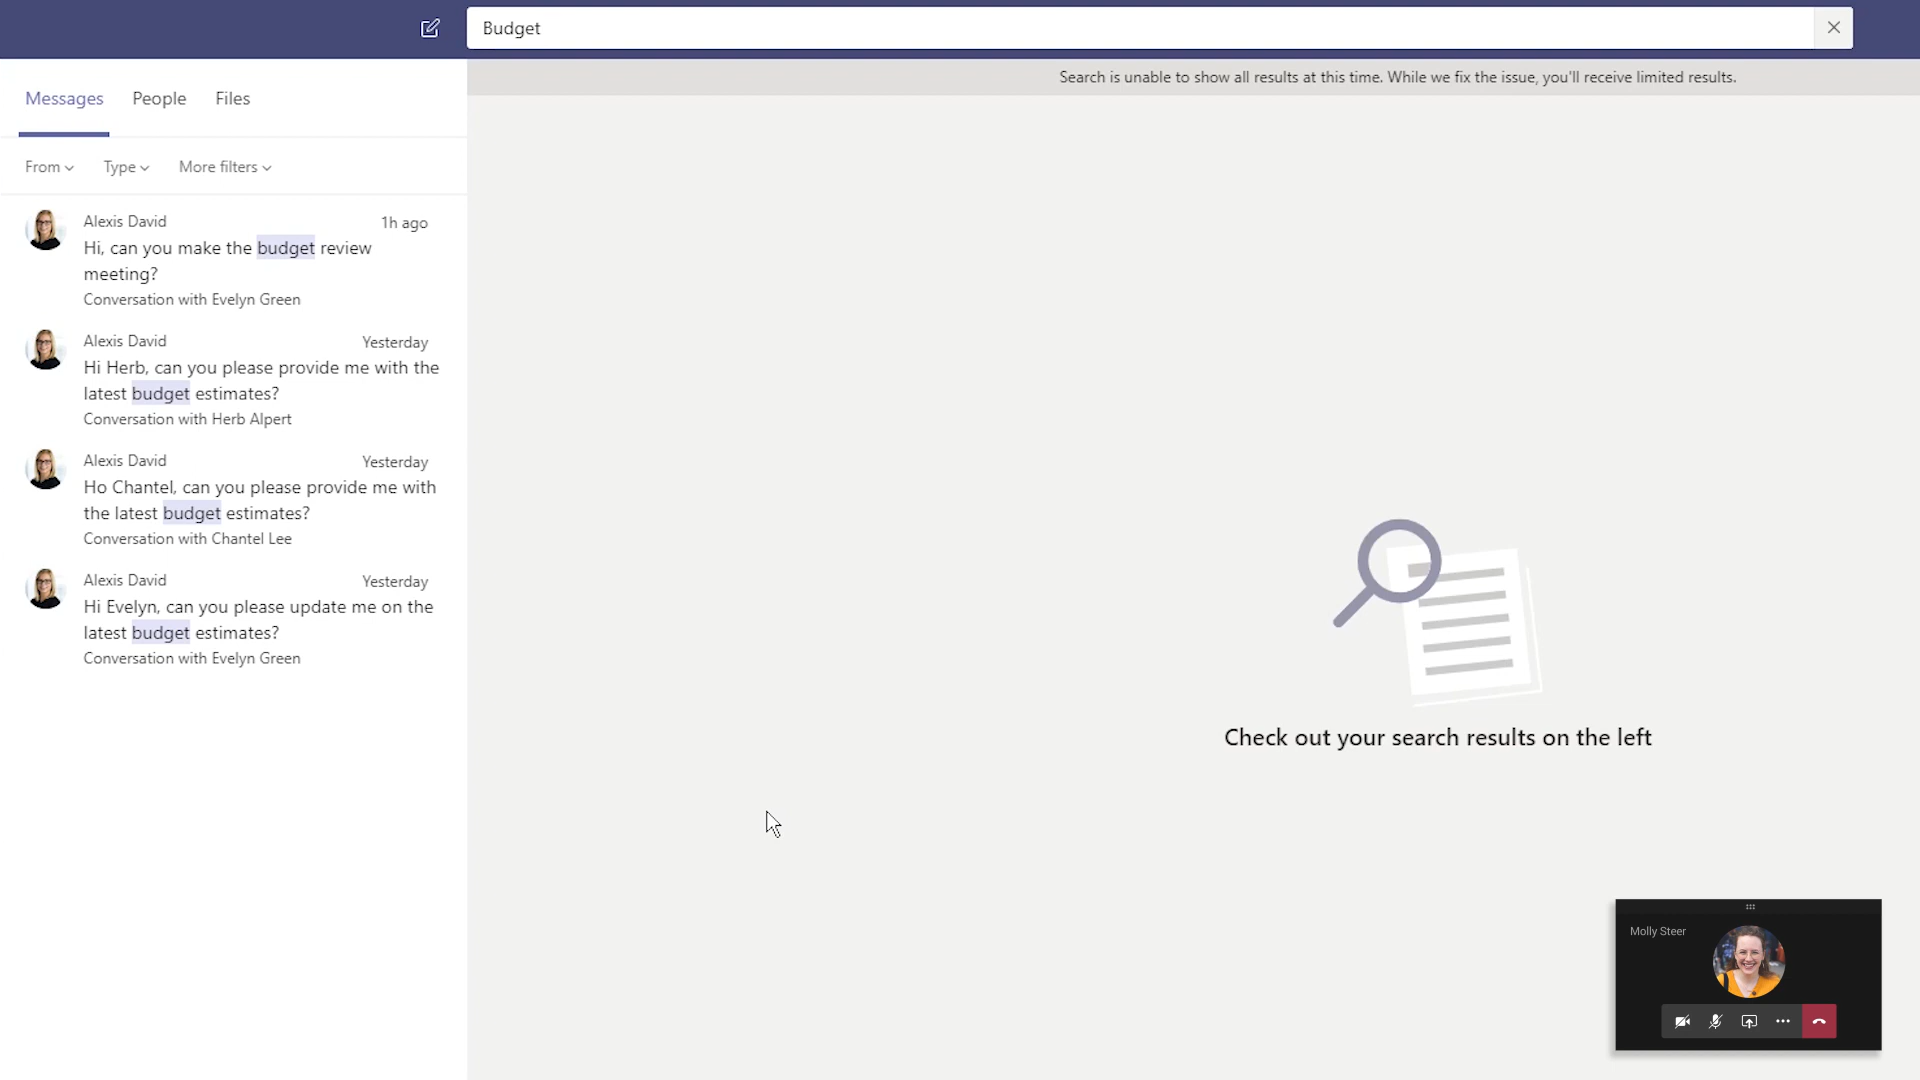 Budget
Search is unable to show all results at this time. While we fix the issue, you'll receive limited results.
Messages People Files
From Type More filters
Alexis David 1h ago
Hi, can you make the budget review
meeting?
Conversation with Evelyn Green
Alexis David Yesterday
Hi Herb, can you please provide me with the
latest budget estimates?
Conversation with Herb Alpert
Alexis David Yesterday
Ho Chantel, can you please provide me with
the latest budget estimates?
Conversation with Chantel Lee
Alexis David Yesterday
Hi Evelyn, can you please update me on the
latest budget estimates?
Conversation with Evelyn Green
Check out your search results on the left
Molly Steer